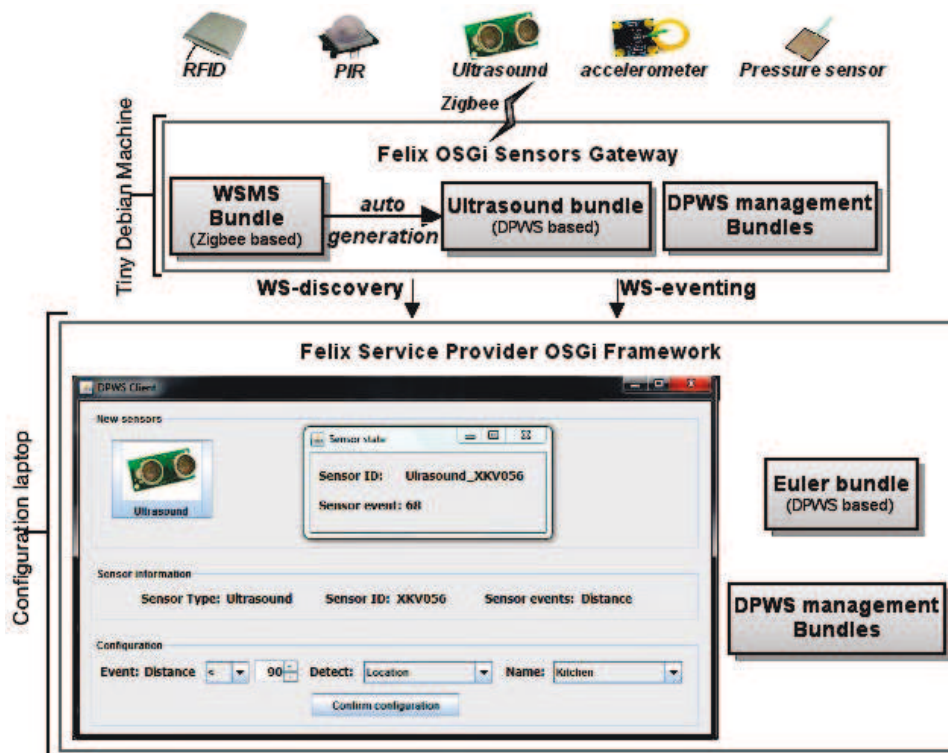 RFID
PIR
Ultrasound
accelerometer
Pressure sensor
Zigbee
Tiny Debian Machine
Felix OSGi Sensors Gateway
WSMS
Bundle
(Zigbee based)
auto
generation
Ultrasound bundle
(DPWS based)
DPWS management
Bundles
WS-discovery
WS-eventing
Configuration laptop
Felix Service Provider OSGi Framework
DPWS Client
New sensors
Ultrasound
Sensor state
Sensor ID: Ulrasound_XKV056
Sensor event: 68
Sensor information
Sensor Type: Ultrasound Sensor ID: XKV056 Sensor events: Distance
Configuration
Event: Distance < 90 Detect: Location Name: Kitchen
Confirm configuration
Euler bundle
(DPWS based)
DPWS management
Bundles